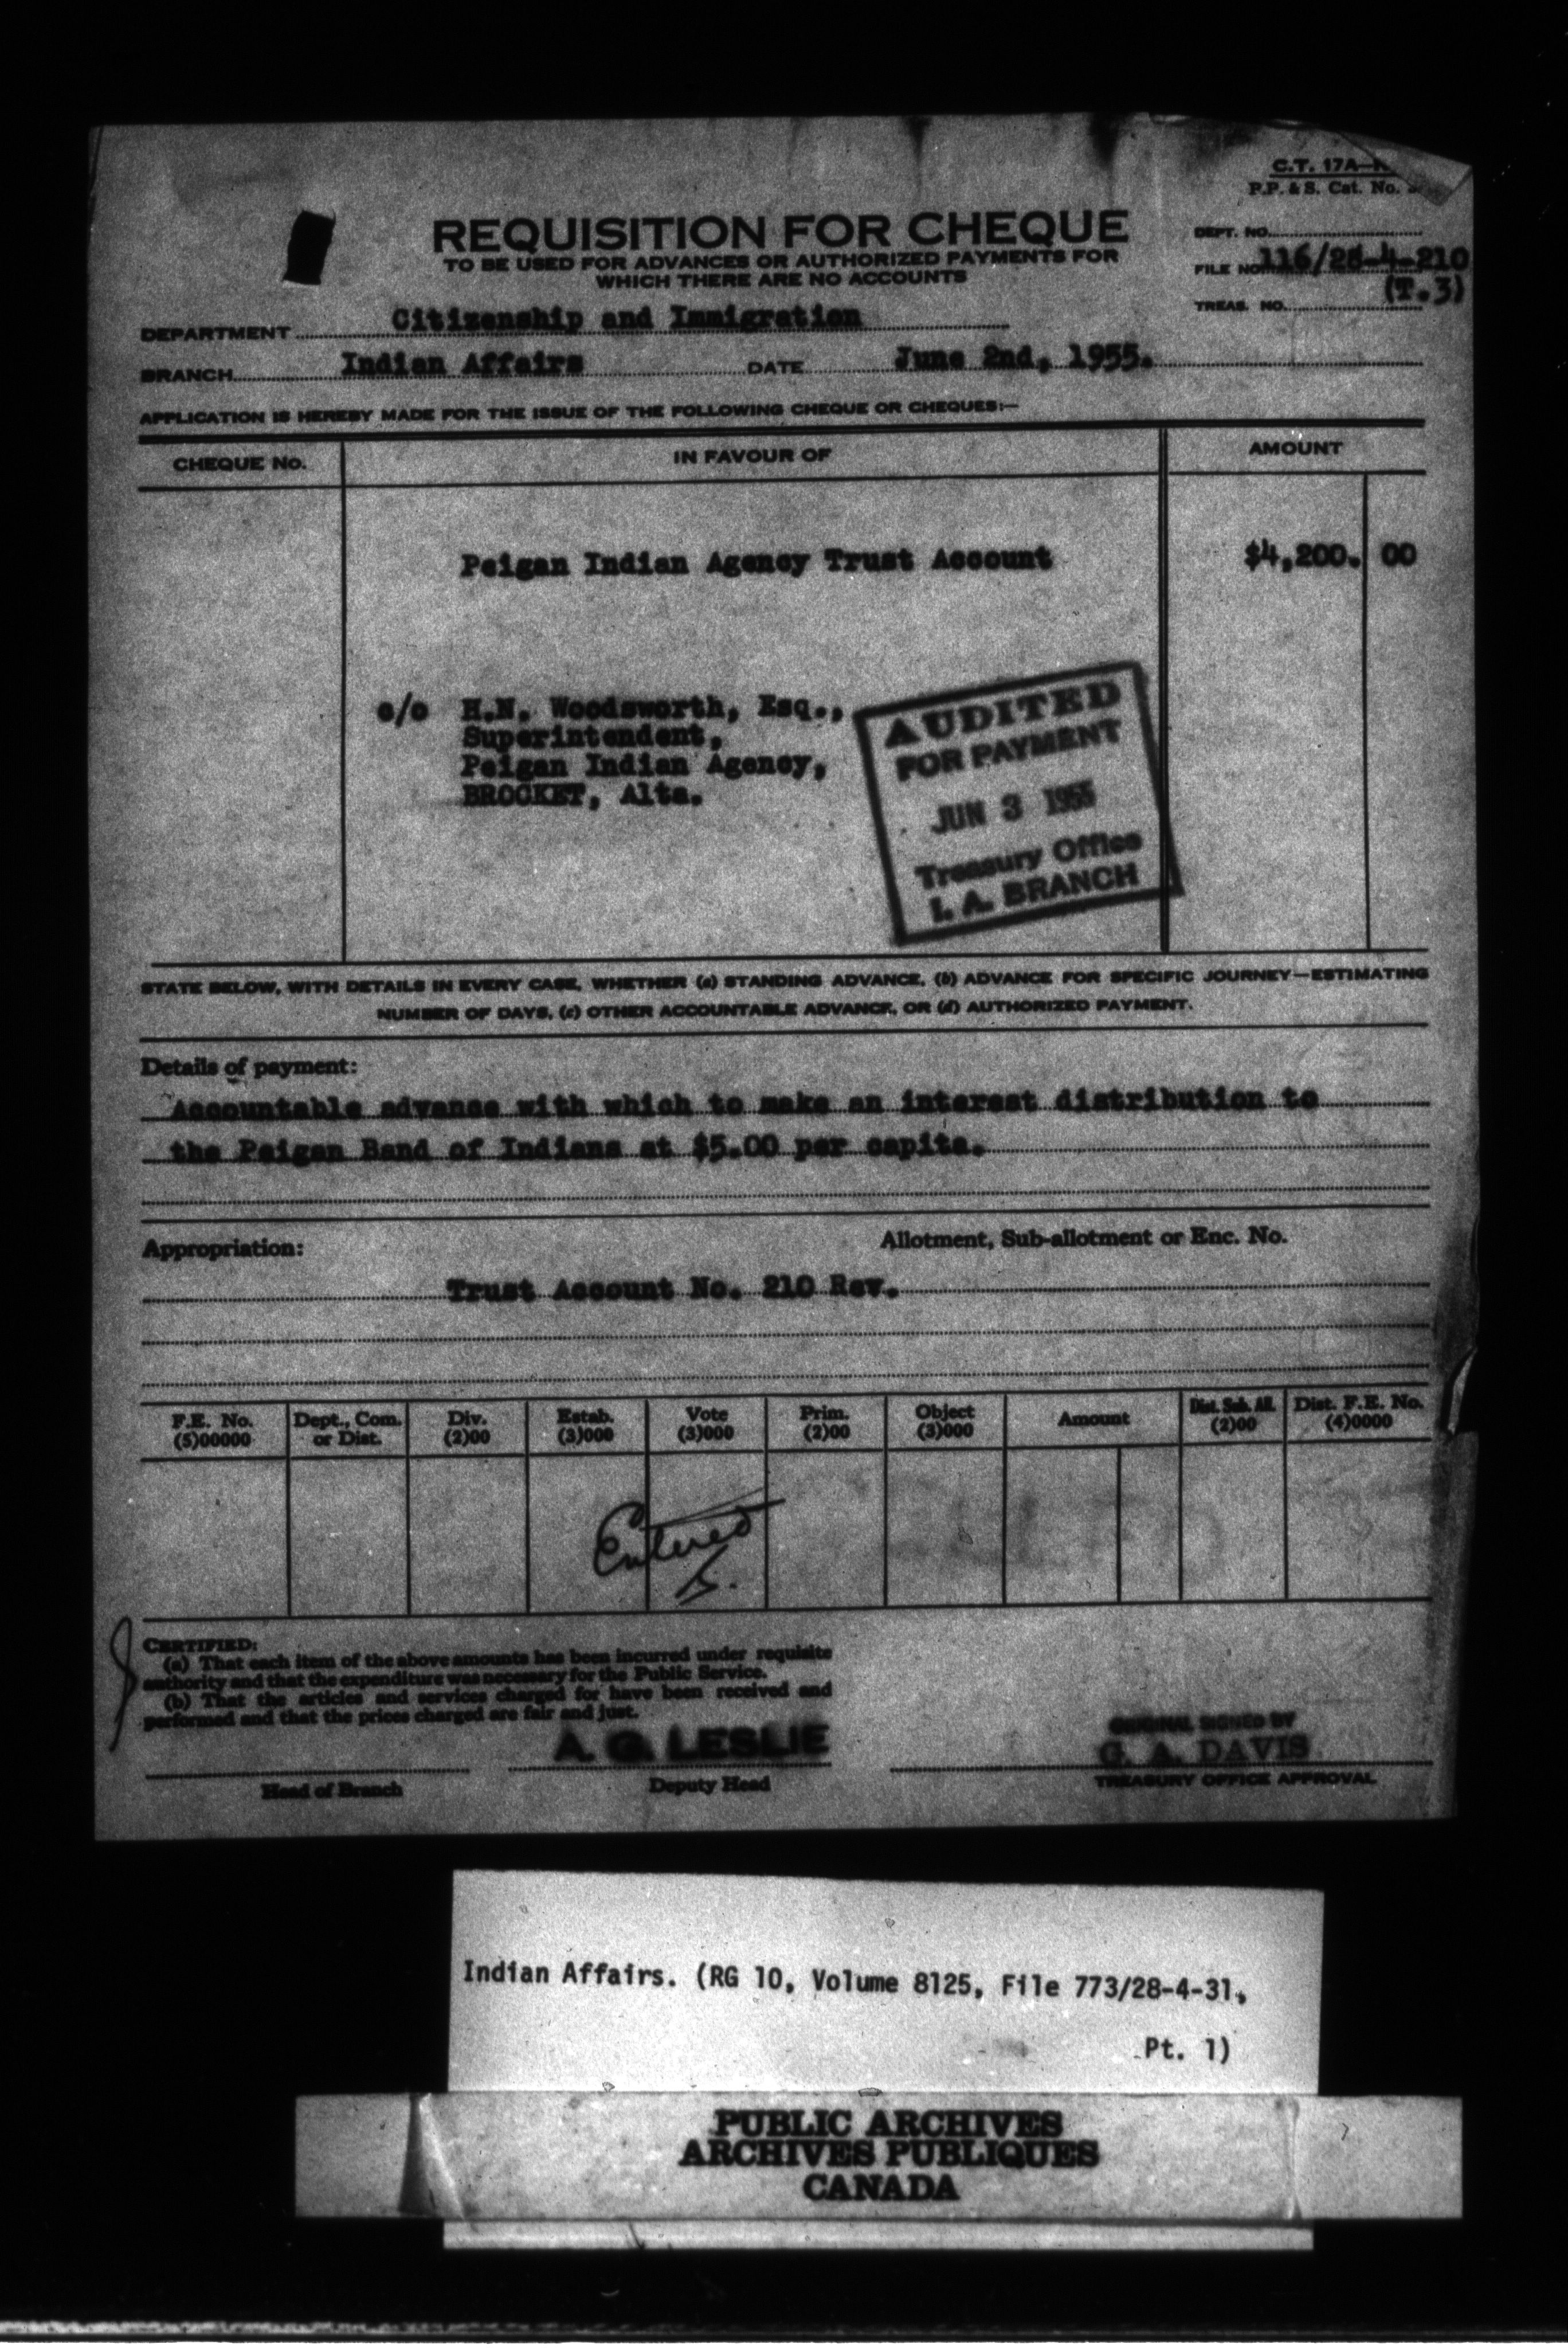 C.T. 17A
P.P. & S. Cat. No.
REQUISITION FOR CHEQUE
TO BE USED FOR ADVANCES OR AUTHORIZED PAYMENTS FOR
WHICH THERE ARE NO ACCOUNTS
DEPT. NO.
FILE NO. 116/28-4-210
(T.3)
TREAS. NO.
DEPARTMENT Citizenship and Immigration
BRANCH Indian Affairs DATE June 2nd, 1955.
APPLICATION IS HEREBY MADE FOR THE ISSUE OF THE FOLLOWING CHEQUE OR CHEQUES:—
CHEQUE No. IN FAVOUR OF AMOUNT
Peigan Indian Agency Trust Account $4,200. 00
c/o H.N. Woodsworth, Esq.,
Superintendent,
Peigan Indian Agency,
BROCKET, Alta.
AUDITED
FOR PAYMENT
JUN 3 1955
Treasury Office
I. A. BRANCH
STATE BELOW, WITH DETAILS IN EVERY CASE, WHETHER (a) STANDING ADVANCE, (b) ADVANCE FOR SPECIFIC JOURNEY—ESTIMATING
NUMBER OF DAYS, (c) OTHER ACCOUNTABLE ADVANCE, OR (d) AUTHORIZED PAYMENT.
Details of payment:
Accountable advance with which to make an interest distribution to
the Peigan Band of Indians at $5.00 per capita.
Appropriation: Allotment, Sub-allotment or Enc. No.
Trust Account No. 210 Rev.
F.E. No. Dept., Com. Div. Estab. Vote Prim. Object Amount Dist. Sub. All. Dist. F.E. No.
(5)00000 or Dist. (2)00 (3)000 (3)000 (2)00 (3)000 (2)00 (4)0000
Entered
CERTIFIED:
(a) That each item of the above amounts has been incurred under requisite
authority and that the expenditure was necessary for the Public Service.
(b) That the articles and services charged for have been received and
performed and that the prices charged are fair and just.
A. G. LESLIE
ORIGINAL SIGNED BY
G. A. DAVIS
Head of Branch Deputy Head TREASURY OFFICE APPROVAL
Indian Affairs. (RG 10, Volume 8125, File 773/28-4-31,
Pt. 1)
PUBLIC ARCHIVES
ARCHIVES PUBLIQUES
CANADA